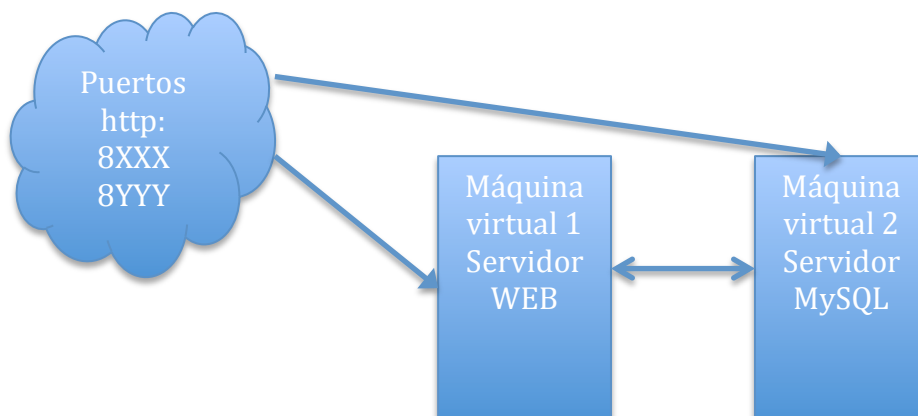 Puertos
http:
8XXX
8YYY
Máquina
virtual 1
Servidor
WEB
Máquina
virtual 2
Servidor
MySQL